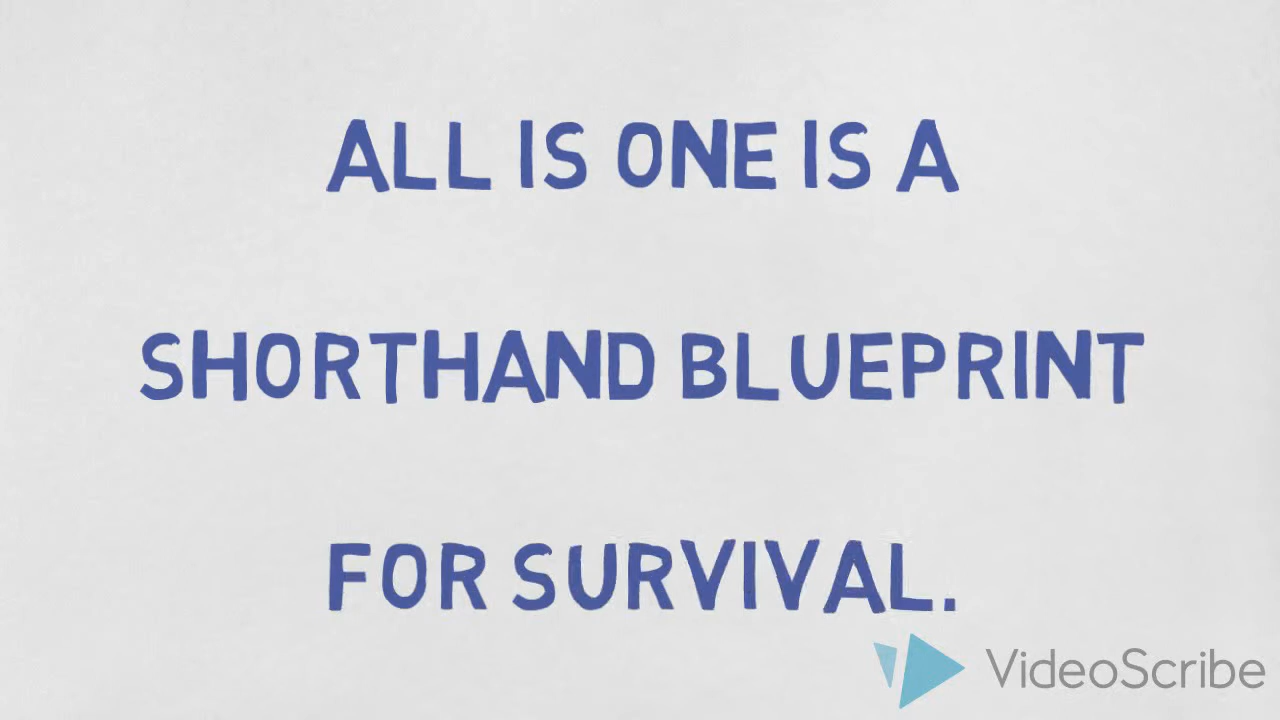 ALL IS ONE IS A
SHORTHAND BLUEPRINT
FOR SURVIVAL.
VideoScribe